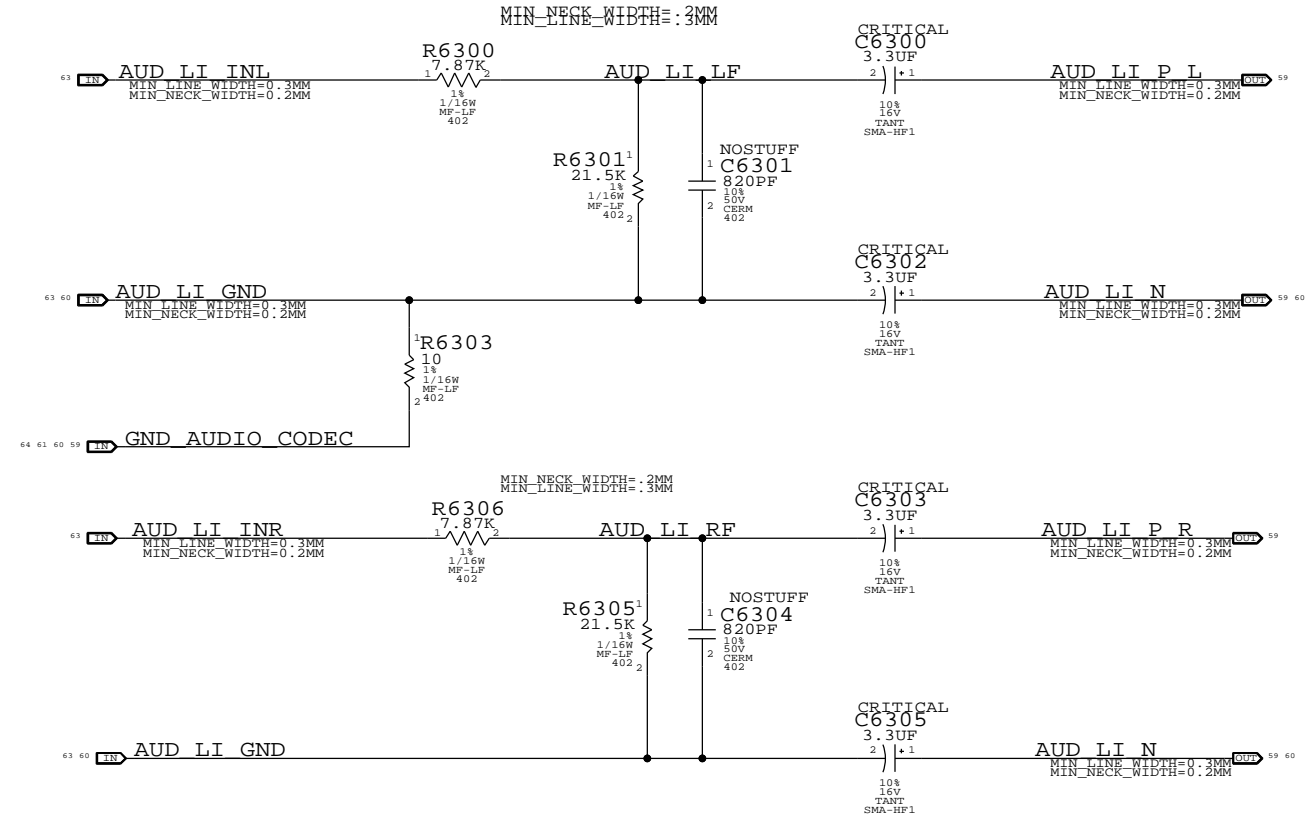 MIN_NECK_WIDTH=.2MM
MIN_LINE_WIDTH=.3MM
CRITICAL
C6300
3.3UF
2 + 1
10%
16V
TANT
SMA-HF1
R6300
7.87K
1 2
1%
1/16W
MF-LF
402
63 IN AUD_LI_INL
MIN_LINE_WIDTH=0.3MM
MIN_NECK_WIDTH=0.2MM
AUD_LI_LF
AUD_LI_P_L OUT 59
MIN_LINE_WIDTH=0.3MM
MIN_NECK_WIDTH=0.2MM
R6301 1
21.5K
1%
1/16W
MF-LF
402 2
NOSTUFF
1 C6301
820PF
10%
50V
2 CERM
402
CRITICAL
C6302
3.3UF
2 + 1
10%
16V
TANT
SMA-HF1
63 60 IN AUD_LI_GND
MIN_LINE_WIDTH=0.3MM
MIN_NECK_WIDTH=0.2MM
AUD_LI_N OUT 59 60
MIN_LINE_WIDTH=0.3MM
MIN_NECK_WIDTH=0.2MM
1 R6303
10
1%
1/16W
MF-LF
2 402
64 61 60 59 IN GND_AUDIO_CODEC
MIN_NECK_WIDTH=.2MM
MIN_LINE_WIDTH=.3MM
CRITICAL
C6303
3.3UF
2 + 1
10%
16V
TANT
SMA-HF1
R6306
7.87K
1 2
1%
1/16W
MF-LF
402
63 IN AUD_LI_INR
MIN_LINE_WIDTH=0.3MM
MIN_NECK_WIDTH=0.2MM
AUD_LI_RF
AUD_LI_P_R OUT 59
MIN_LINE_WIDTH=0.3MM
MIN_NECK_WIDTH=0.2MM
R6305 1
21.5K
1%
1/16W
MF-LF
402 2
NOSTUFF
1 C6304
820PF
10%
50V
2 CERM
402
CRITICAL
C6305
3.3UF
2 + 1
10%
16V
TANT
SMA-HF1
63 60 IN AUD_LI_GND
AUD_LI_N OUT 59 60
MIN_LINE_WIDTH=0.3MM
MIN_NECK_WIDTH=0.2MM